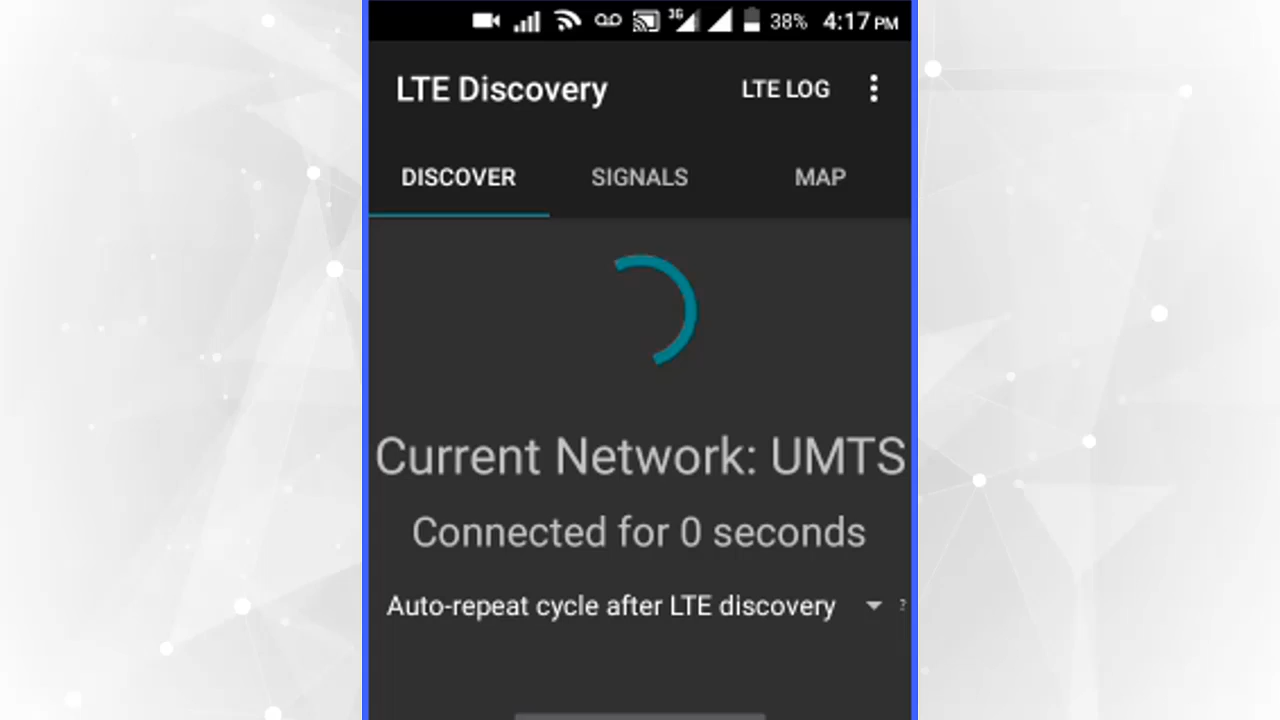 3G 38% 4:17 PM
LTE Discovery LTE LOG
DISCOVER SIGNALS MAP
Current Network: UMTS
Connected for 0 seconds
Auto-repeat cycle after LTE discovery ?